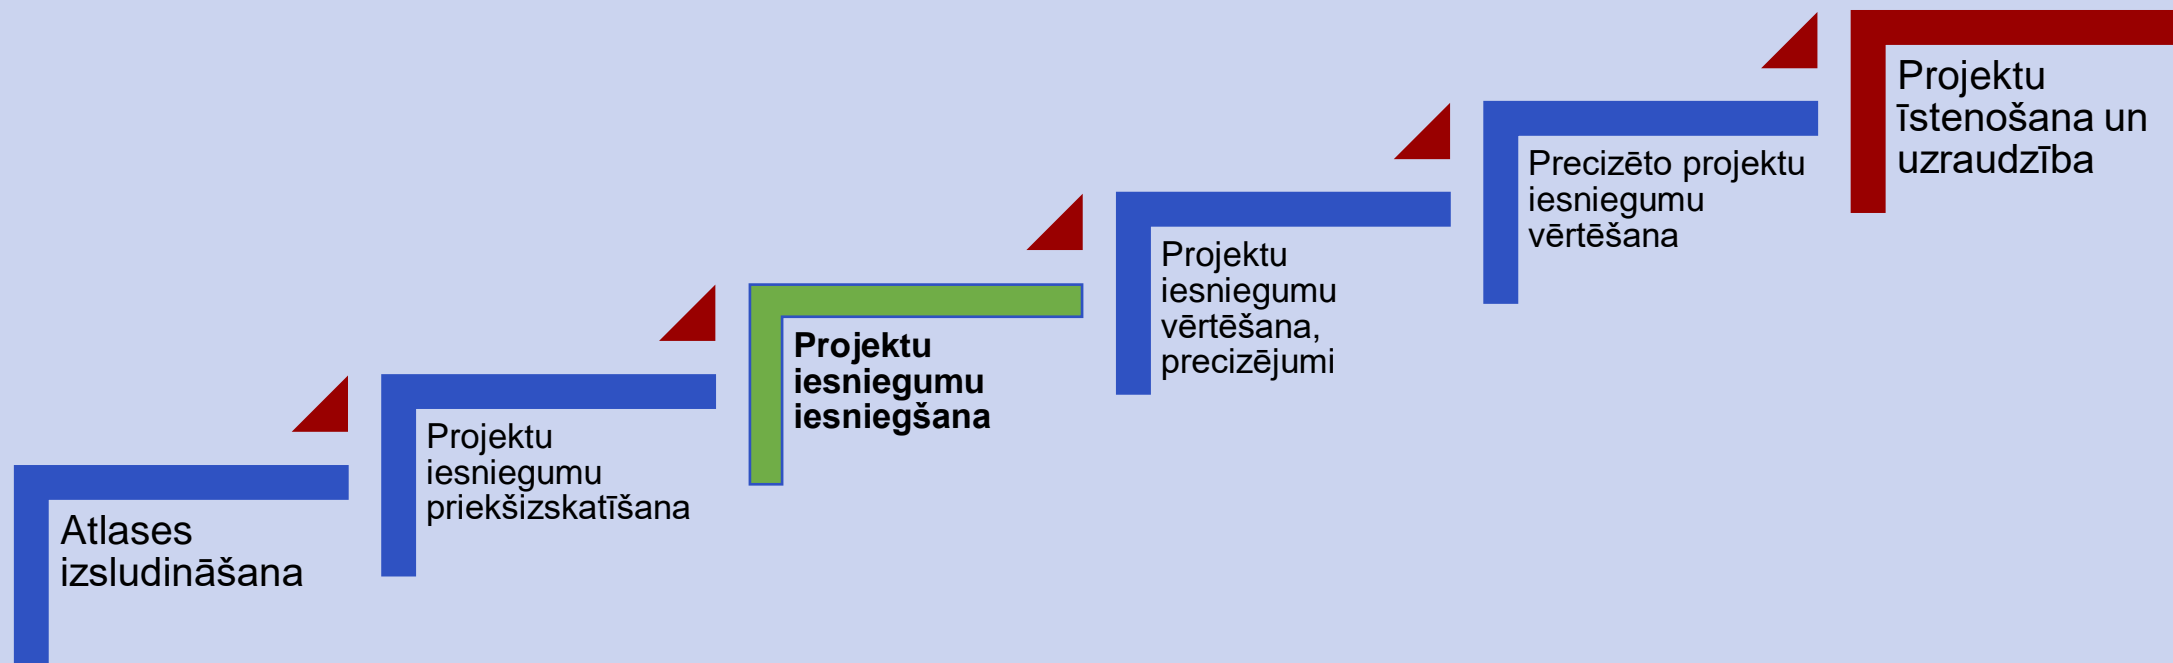 Atlases
izsludināšana
Projektu
iesniegumu
priekšizskatīšana
Projektu
iesniegumu
iesniegšana
Projektu
iesniegumu
vērtēšana,
precizējumi
Precizēto projektu
iesniegumu
vērtēšana
Projektu
īstenošana un
uzraudzība